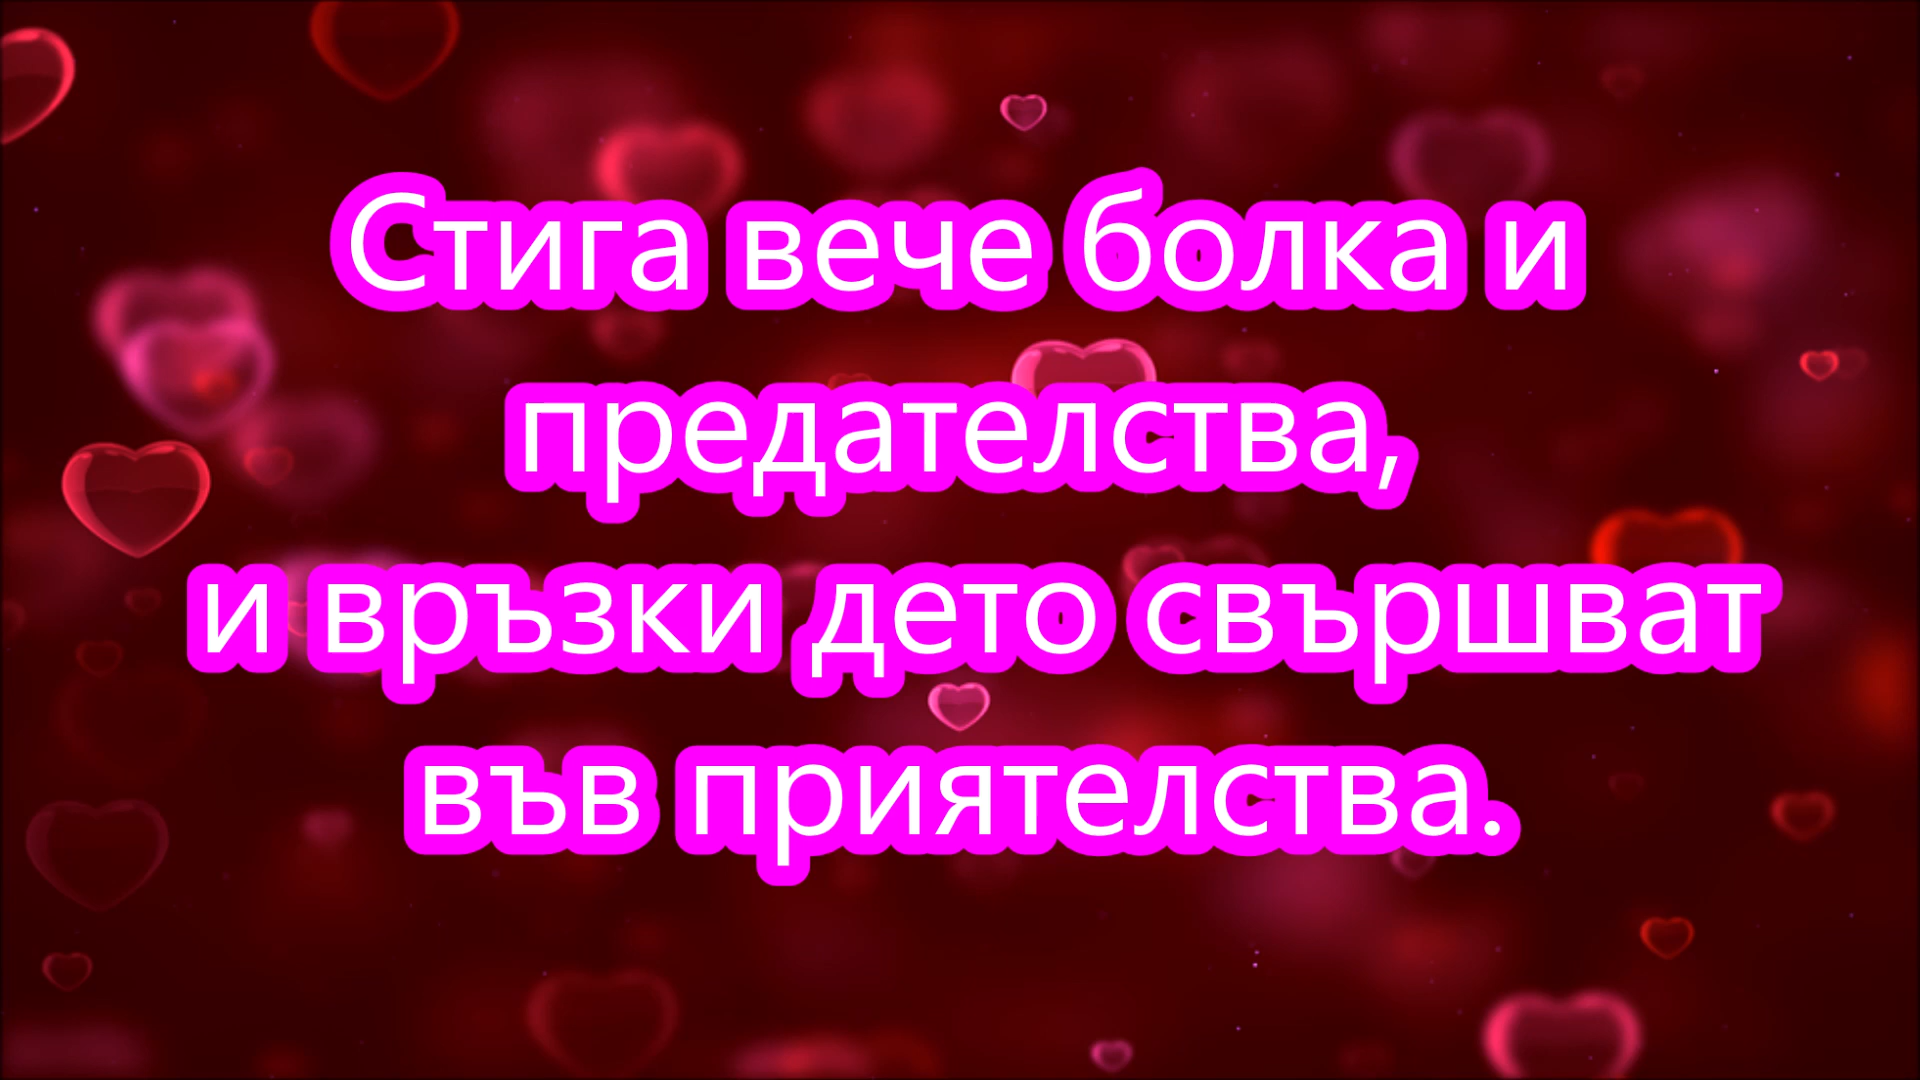 Стига вече болка и
предателства,
и връзки дето свършват
във приятелства.